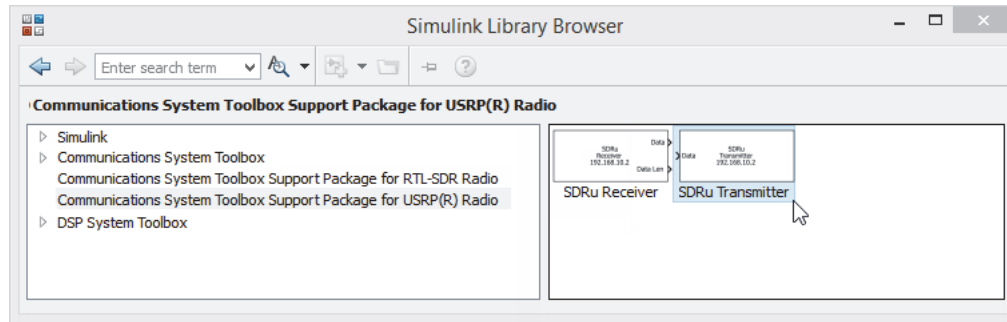 Simulink Library Browser
Enter search term
Communications System Toolbox Support Package for USRP(R) Radio
Simulink
Communications System Toolbox
Communications System Toolbox Support Package for RTL-SDR Radio
Communications System Toolbox Support Package for USRP(R) Radio
DSP System Toolbox
SDRu
Receiver
192.168.10.2
Data
Data Len
SDRu Receiver
Data
SDRu
Transmitter
192.168.10.2
SDRu Transmitter